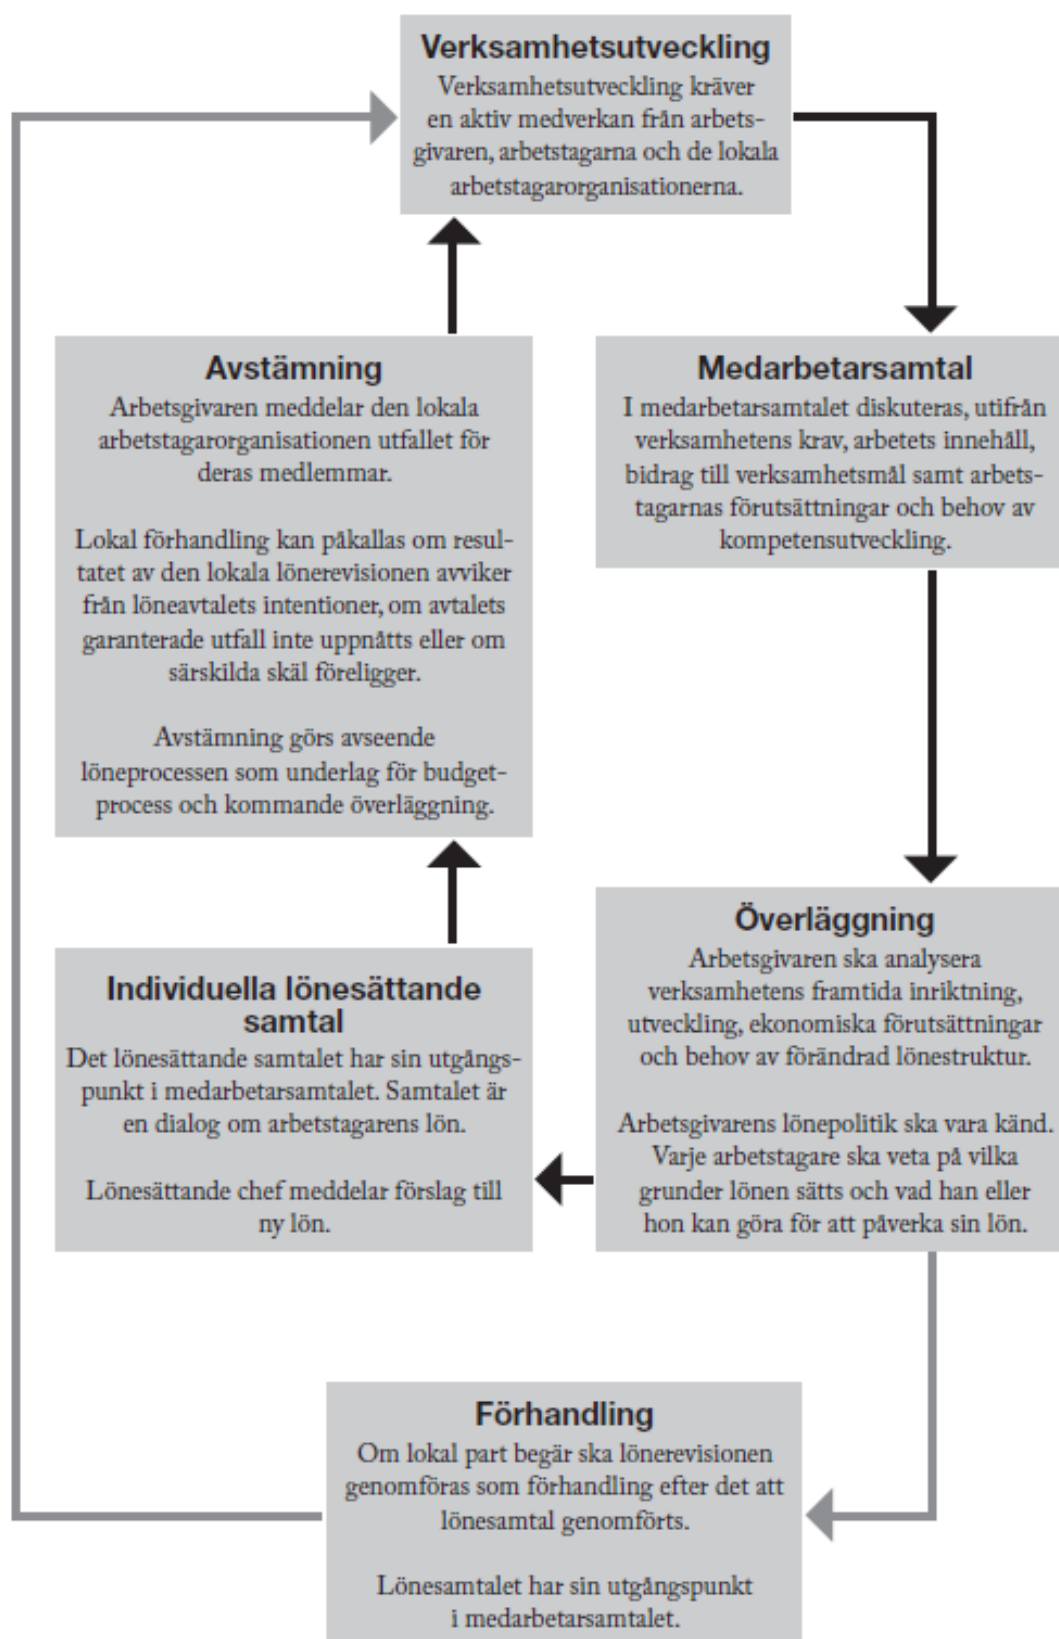 Verksamhetsutveckling
Verksamhetsutveckling kräver
en aktiv medverkan från arbets-
givaren, arbetstagarna och de lokala
arbetstagarorganisationerna.
Medarbetarsamtal
I medarbetarsamtalet diskuteras, utifrån
verksamhetens krav, arbetets innehåll,
bidrag till verksamhetsmål samt arbets-
tagarnas förutsättningar och behov av
kompetensutveckling.
Överläggning
Arbetsgivaren ska analysera
verksamhetens framtida inriktning,
utveckling, ekonomiska förutsättningar
och behov av förändrad lönestruktur.
Arbetsgivarens lönepolitik ska vara känd.
Varje arbetstagare ska veta på vilka
grunder lönen sätts och vad han eller
hon kan göra för att påverka sin lön.
Individuella lönesättande
samtal
Det lönesättande samtalet har sin utgångs-
punkt i medarbetarsamtalet. Samtalet är
en dialog om arbetstagarens lön.
Lönesättande chef meddelar förslag till
ny lön.
Avstämning
Arbetsgivaren meddelar den lokala
arbetstagarorganisationen utfallet för
deras medlemmar.
Lokal förhandling kan påkallas om resul-
tatet av den lokala lönerevisionen avviker
från löneavtalets intentioner, om avtalets
garanterade utfall inte uppnåtts eller om
särskilda skäl föreligger.
Avstämning görs avseende
löneprocessen som underlag för budget-
process och kommande överläggning.
Förhandling
Om lokal part begär ska lönerevisionen
genomföras som förhandling efter det att
lönesamtal genomförts.
Lönesamtalet har sin utgångspunkt
i medarbetarsamtalet.